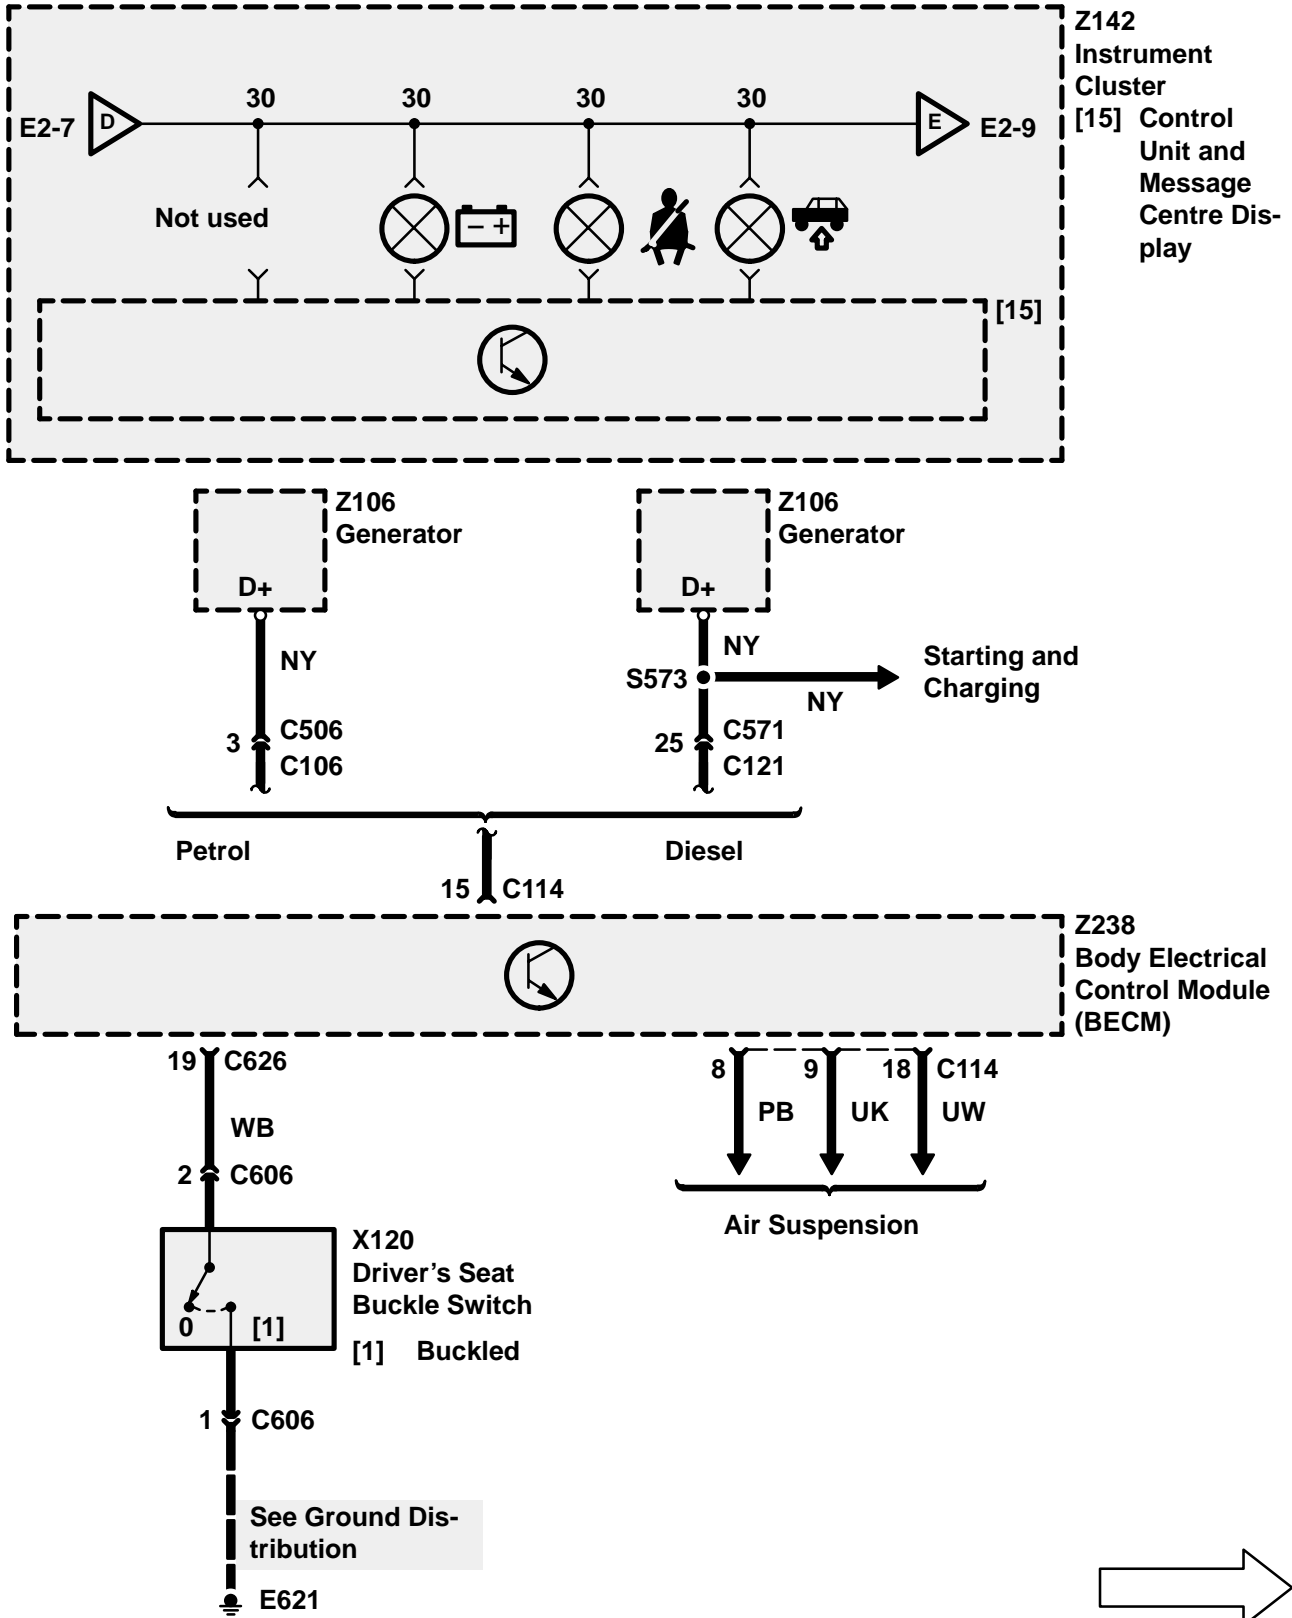 Z142
Instrument
Cluster
[15] Control
Unit and
Message
Centre Dis-
play
30 30 30 30
E2-7 D E E2-9
Not used
− +
[15]
Z106
Generator
D+
Z106
Generator
D+
NY
NY
S573
NY
Starting and
Charging
3 C506
C106
25 C571
C121
Petrol
Diesel
15 C114
Z238
Body Electrical
Control Module
(BECM)
19 C626
8 9 18 C114
WB
PB UK UW
2 C606
Air Suspension
X120
Driver’s Seat
Buckle Switch
[1] Buckled
0 [1]
1 C606
See Ground Dis-
tribution
E621